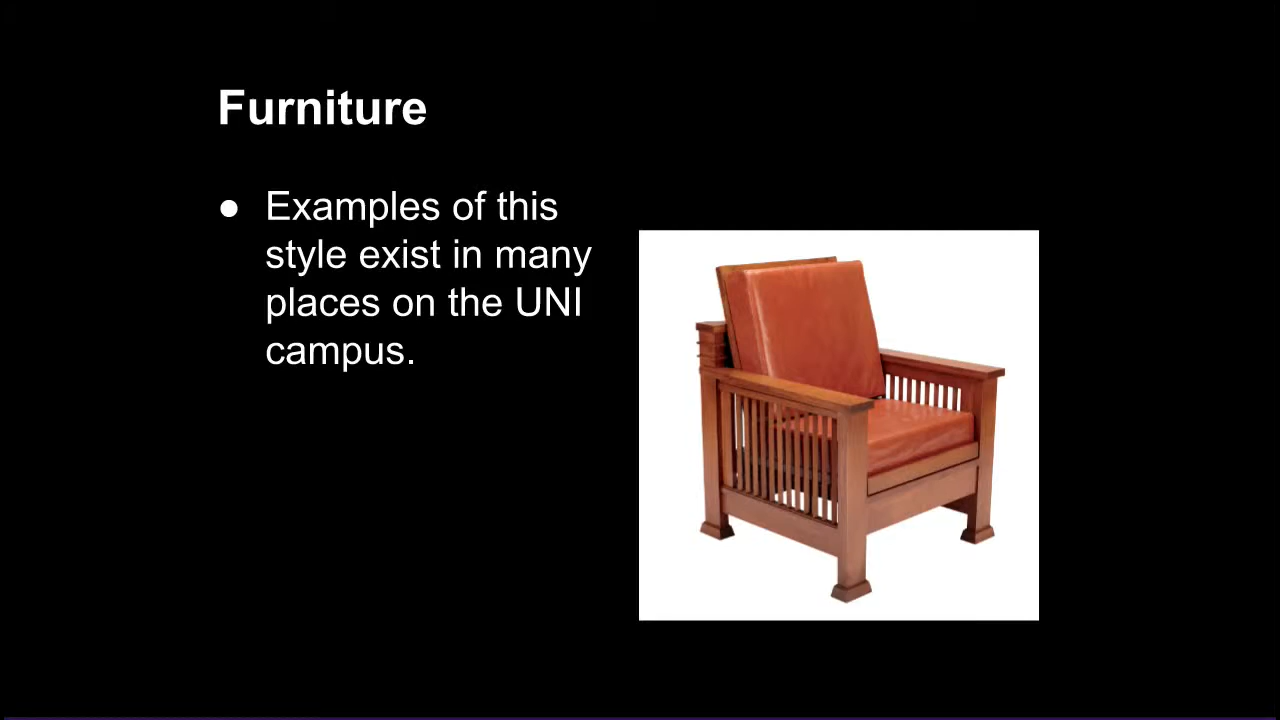 Furniture
● Examples of this
style exist in many
places on the UNI
campus.